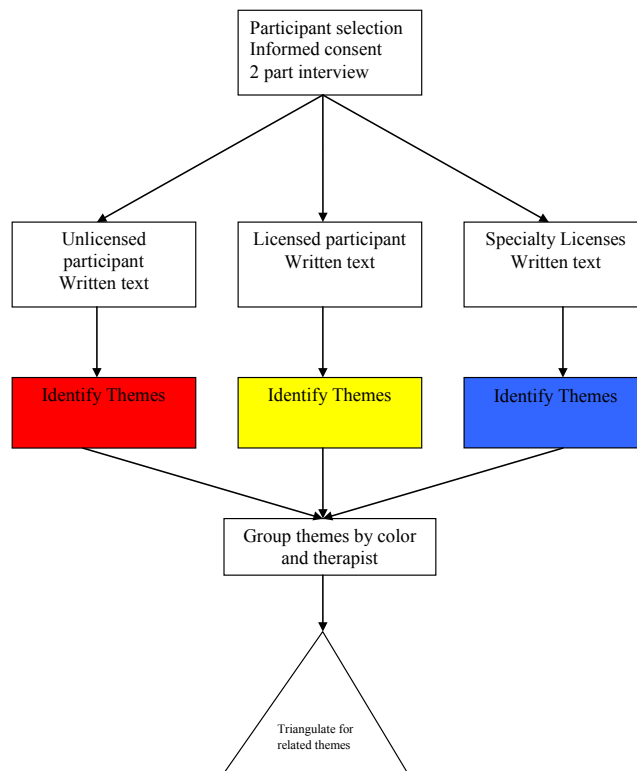 Participant selection
Informed consent
2 part interview
Unlicensed
participant
Written text
Licensed participant
Written text
Specialty Licenses
Written text
Identify Themes
Identify Themes
Identify Themes
Group themes by color
and therapist
Triangulate for
related themes